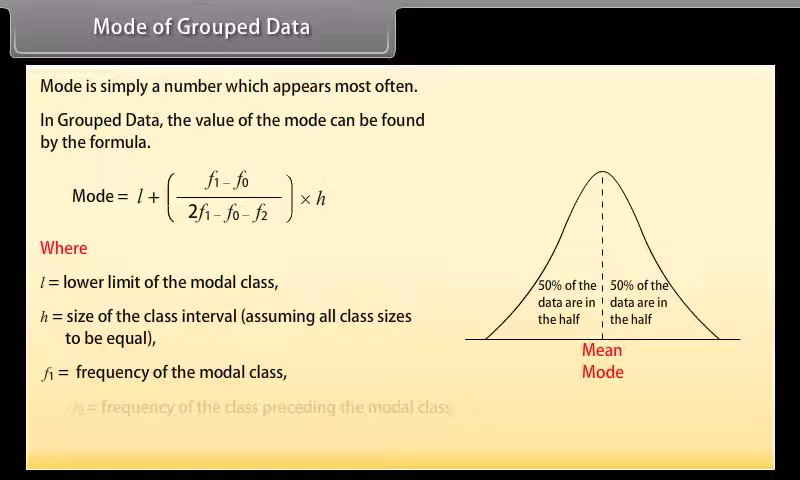 Mode of Grouped Data
Mode is simply a number which appears most often.
In Grouped Data, the value of the mode can be found
by the formula.
Mode = l + ( (f1 – f0) / (2f1 – f0 – f2) ) × h
Where
l = lower limit of the modal class,
h = size of the class interval (assuming all class sizes
to be equal),
f1 = frequency of the modal class,
= frequency of the class preceding the modal class
50% of the
data are in
the half
50% of the
data are in
the half
Mean
Mode